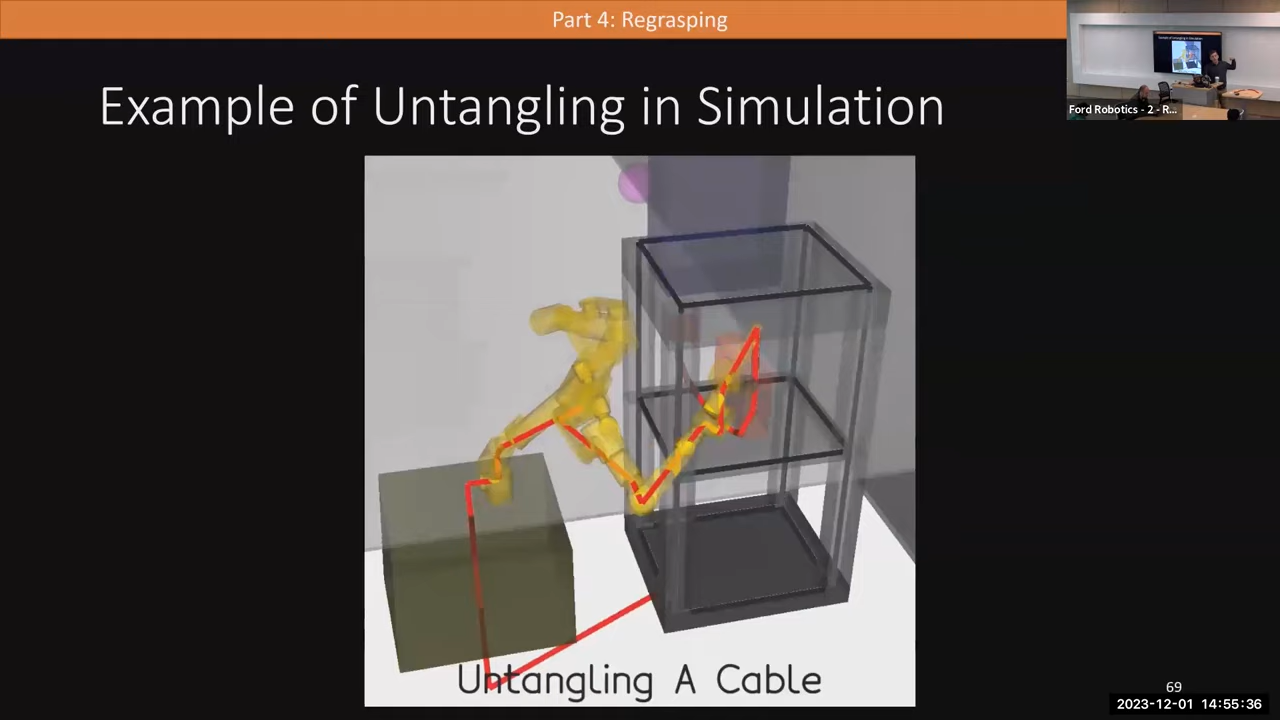 Part 4: Regrasping
Example of Untangling in Simulation
Ford Robotics - 2 - R...
Untangling A Cable
69
2023-12-01 14:55:36